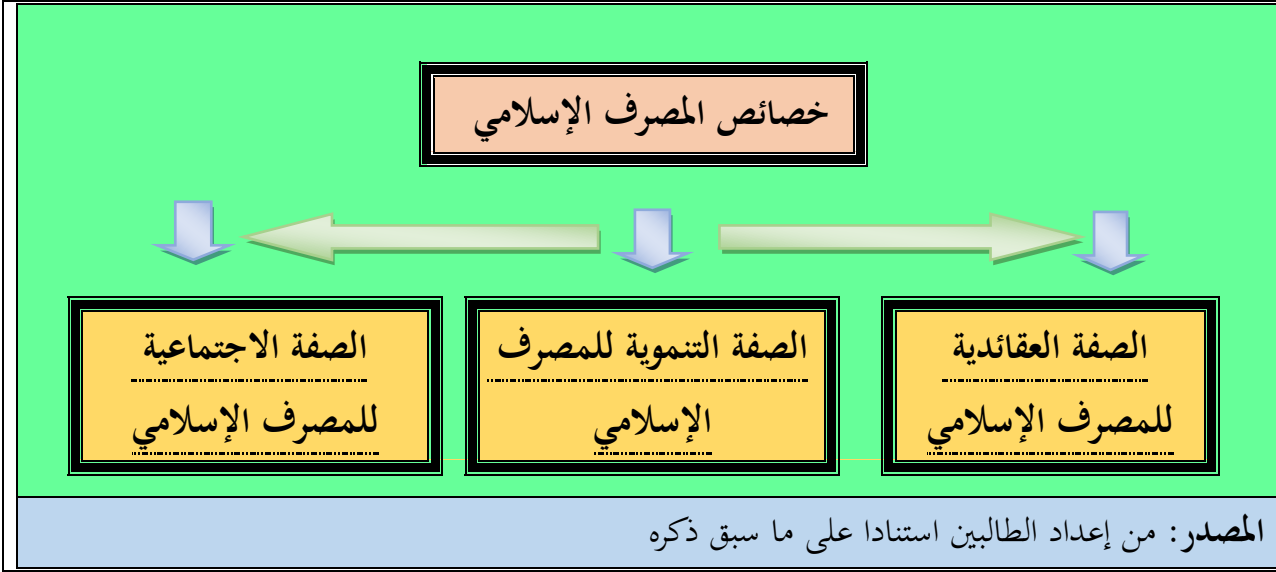 خصائص المصرف الإسلامي
الصفة العقائدية
للمصرف الإسلامي
الصفة التنموية للمصرف
الإسلامي
الصفة الاجتماعية
للمصرف الإسلامي
المصدر: من إعداد الطالبين استنادا على ما سبق ذكره